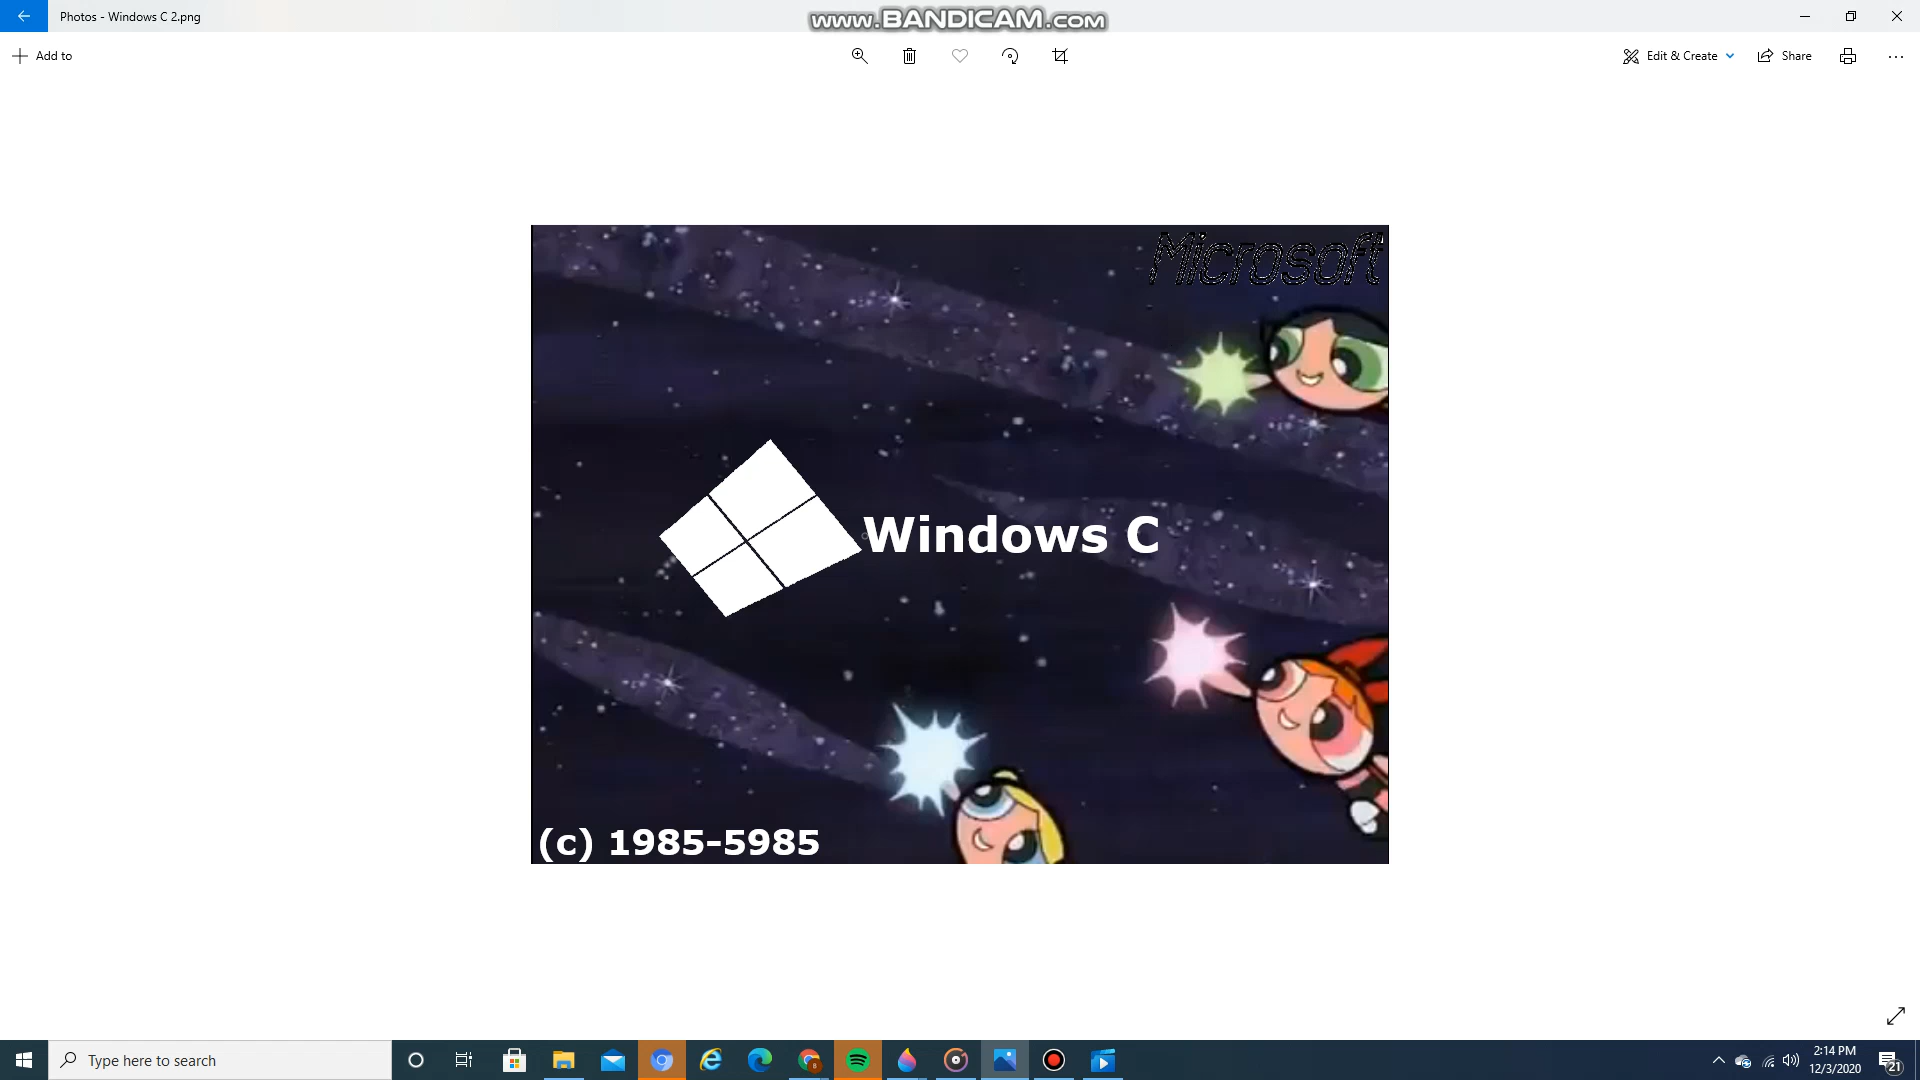 Photos - Windows C 2.png
www.BANDICAM.com
Add to
Edit & Create
Share
Microsoft
Windows C
(c) 1985-5985
Type here to search
2:14 PM
12/3/2020
21